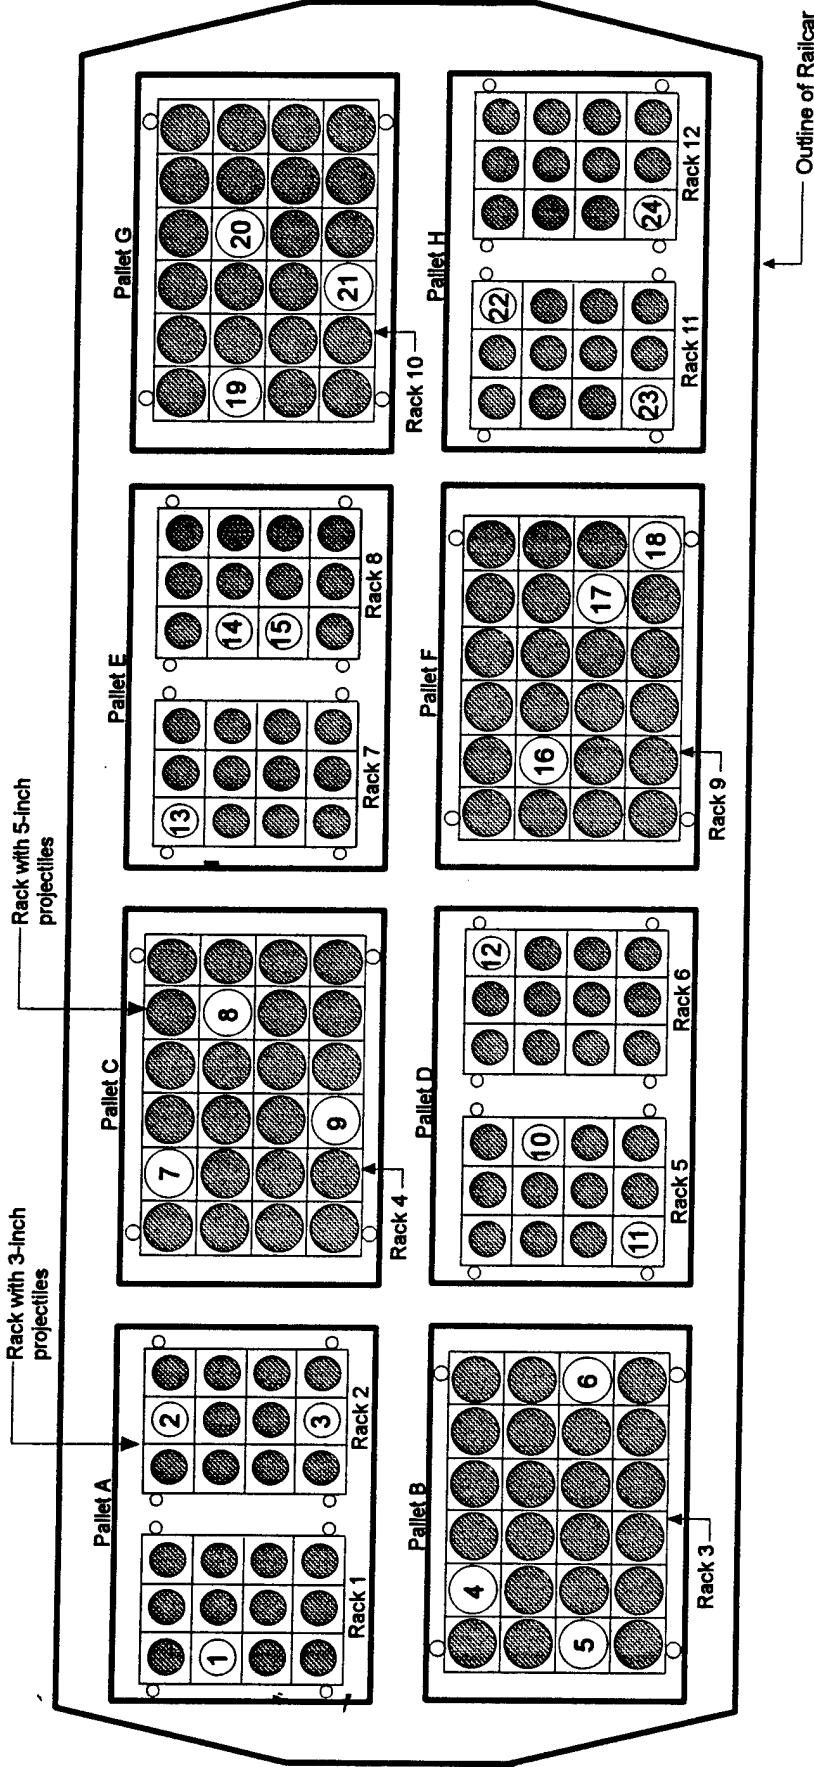 Rack with 3-inch
projectiles
Rack with 5-inch
projectiles
Pallet A
1
2
3
Rack 1
Rack 2
Pallet C
7
8
9
Rack 4
Pallet E
13
14
15
Rack 7
Rack 8
Pallet G
19
20
21
Rack 10
Pallet B
4
5
6
Rack 3
Pallet D
10
11
12
Rack 5
Rack 6
Pallet F
16
17
18
Rack 9
Pallet H
22
23
24
Rack 11
Rack 12
Outline of Railcar